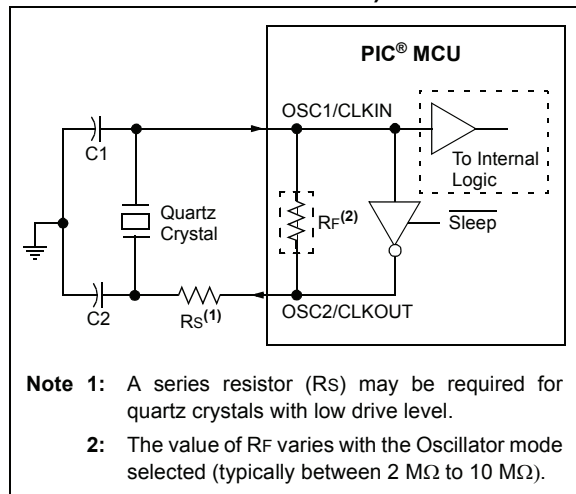 PIC® MCU
OSC1/CLKIN
C1
To Internal
Logic
Quartz
Crystal
RF(2)
Sleep
C2
RS(1)
OSC2/CLKOUT
Note 1: A series resistor (RS) may be required for
quartz crystals with low drive level.
2: The value of RF varies with the Oscillator mode
selected (typically between 2 MΩ to 10 MΩ).